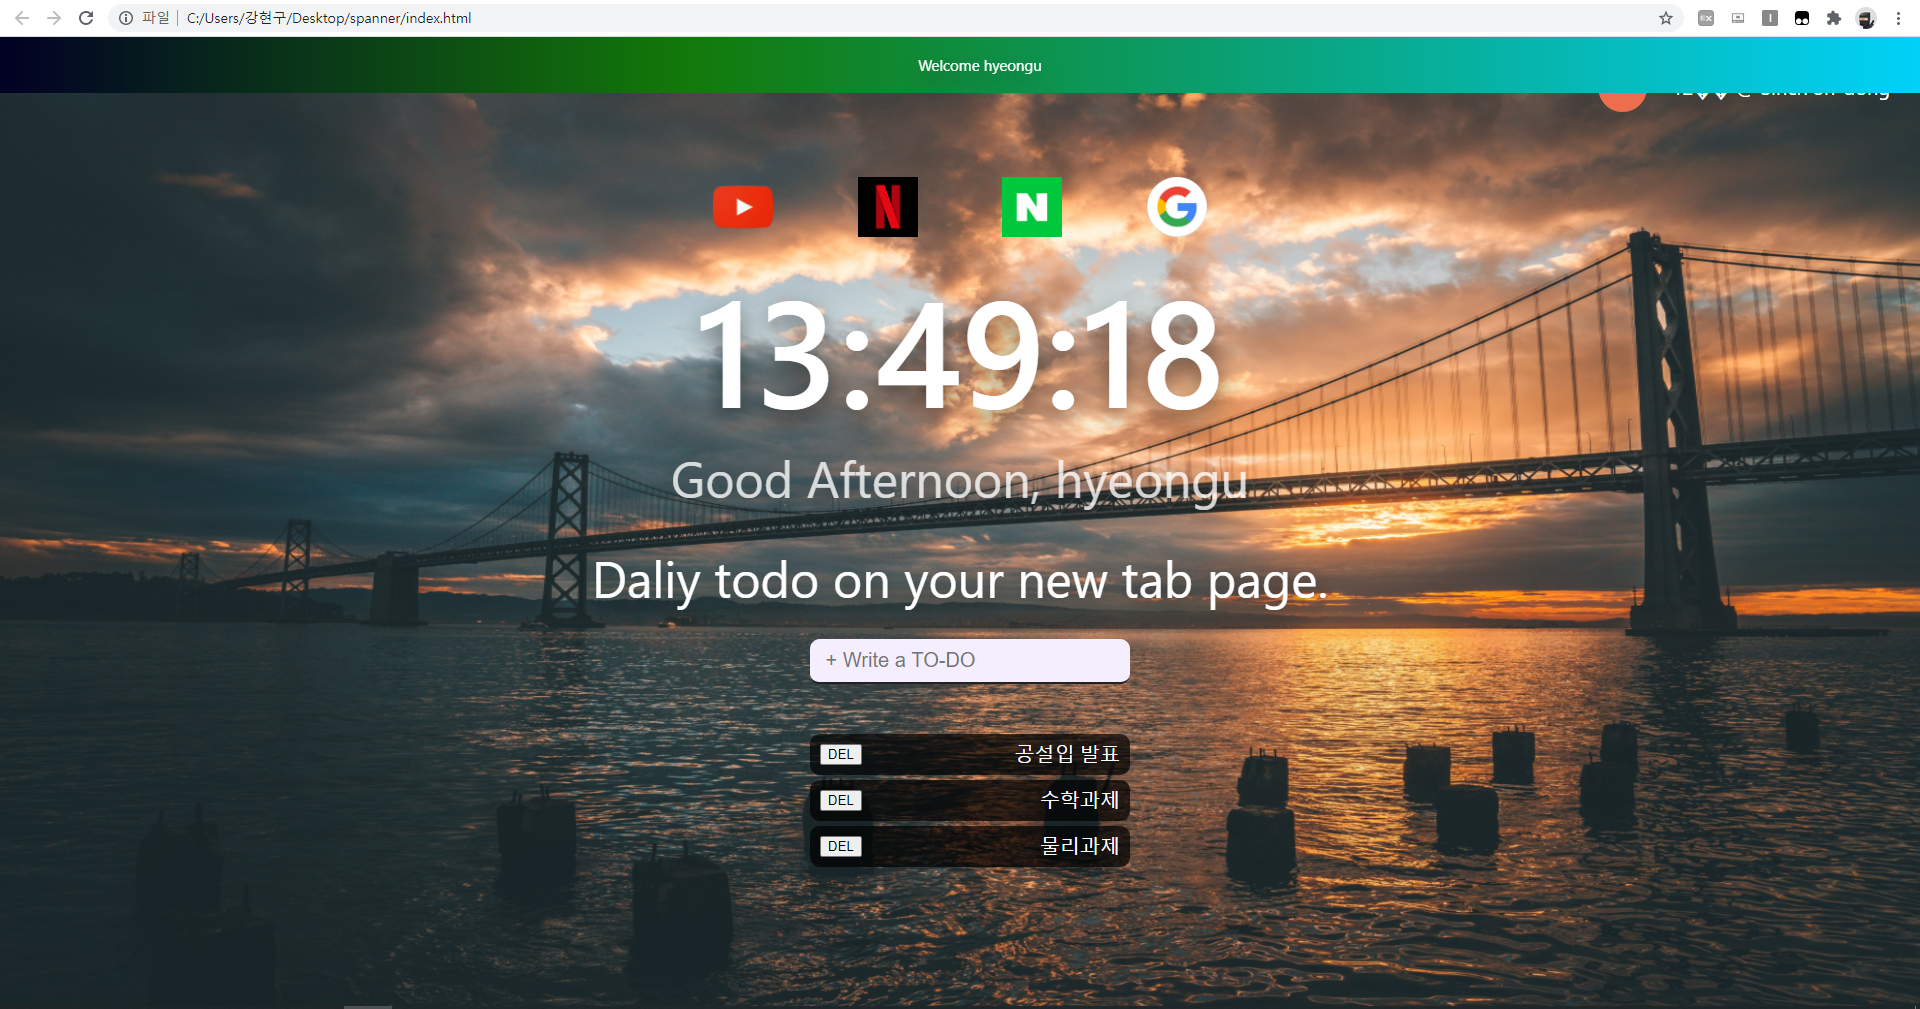 파일 C:/Users/강현구/Desktop/spanner/index.html
Welcome hyeongu
N N G
13:49:18
Good Afternoon, hyeongu
Daliy todo on your new tab page.
+ Write a TO-DO
DEL 공설입 발표
DEL 수학과제
DEL 물리과제